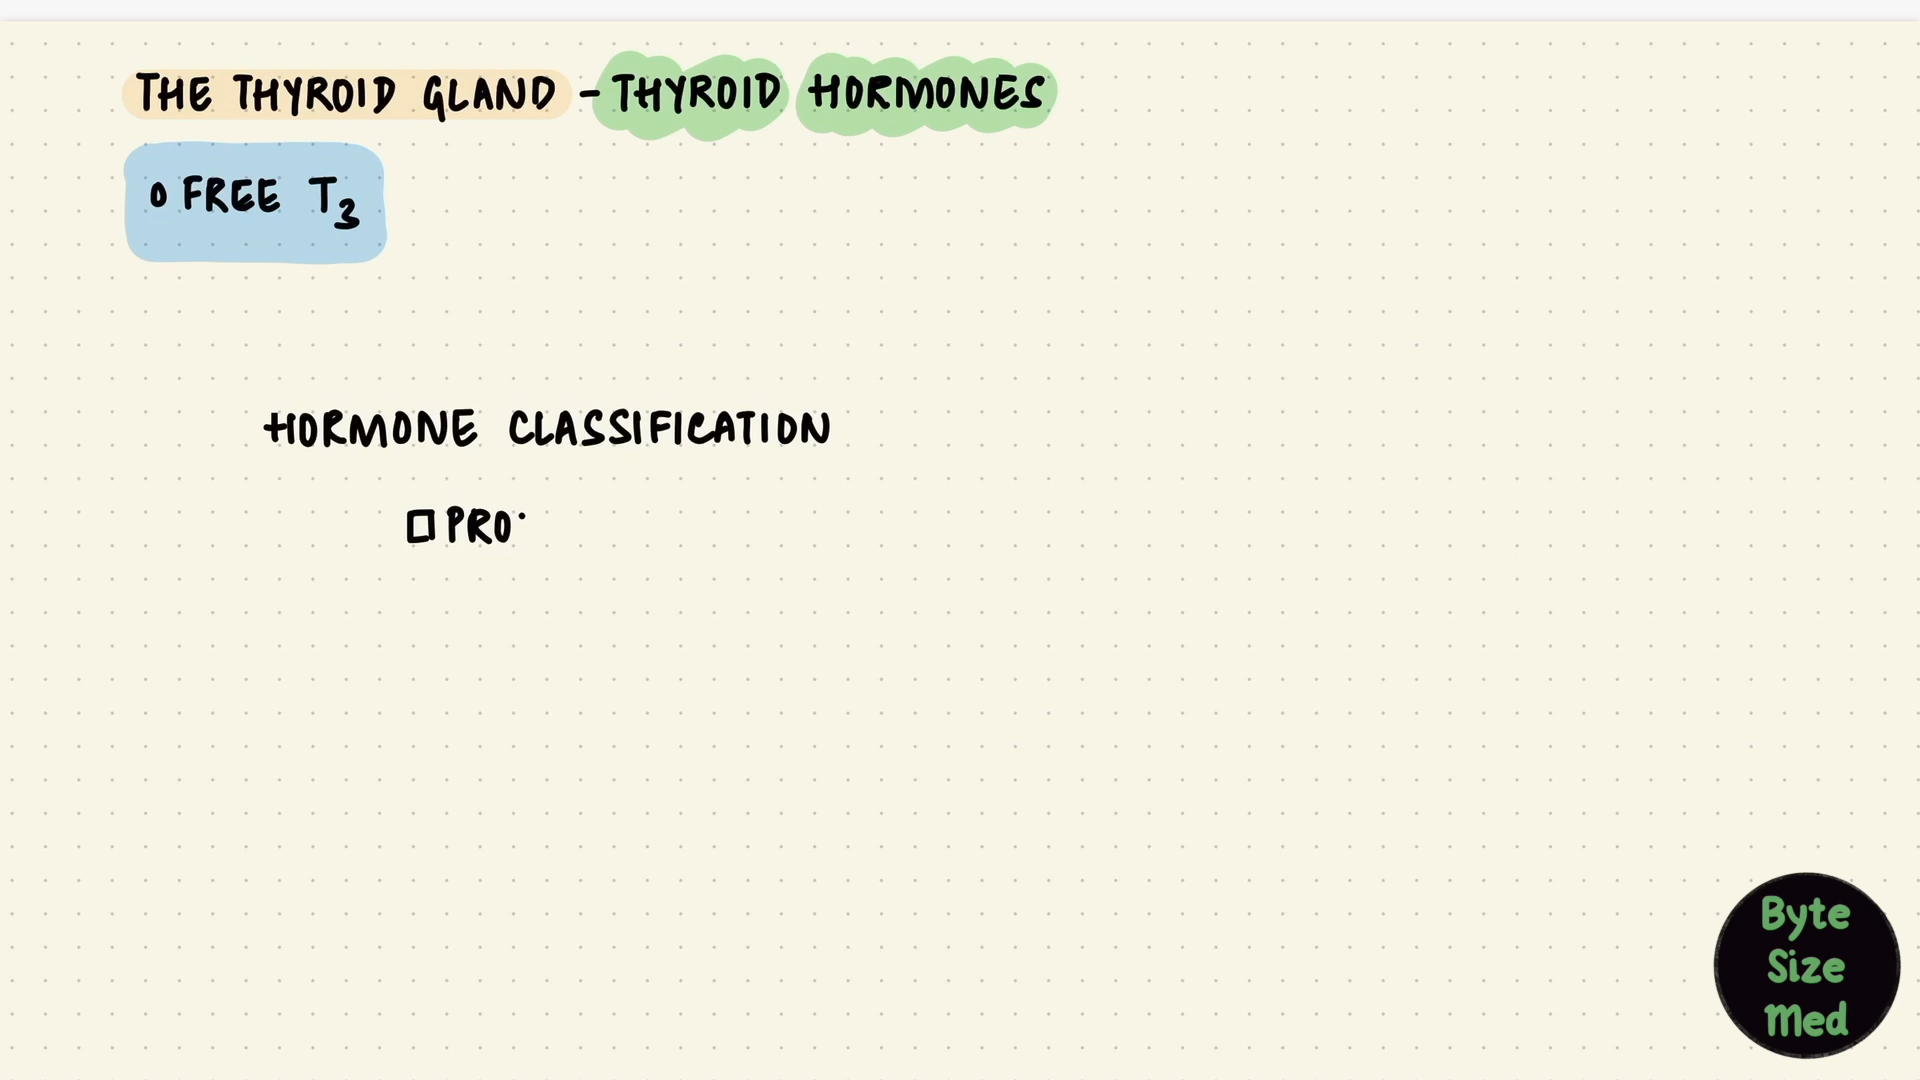 THE THYROID GLAND - THYROID HORMONES
o FREE T3
HORMONE CLASSIFICATION
□ PRO
Byte
Size
Med